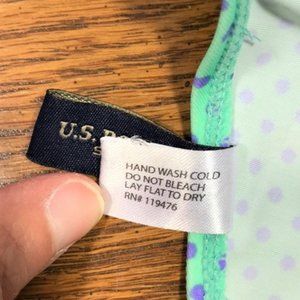 U.S.
HAND WASH COLD
DO NOT BLEACH
LAY FLAT TO DRY
RN# 119476